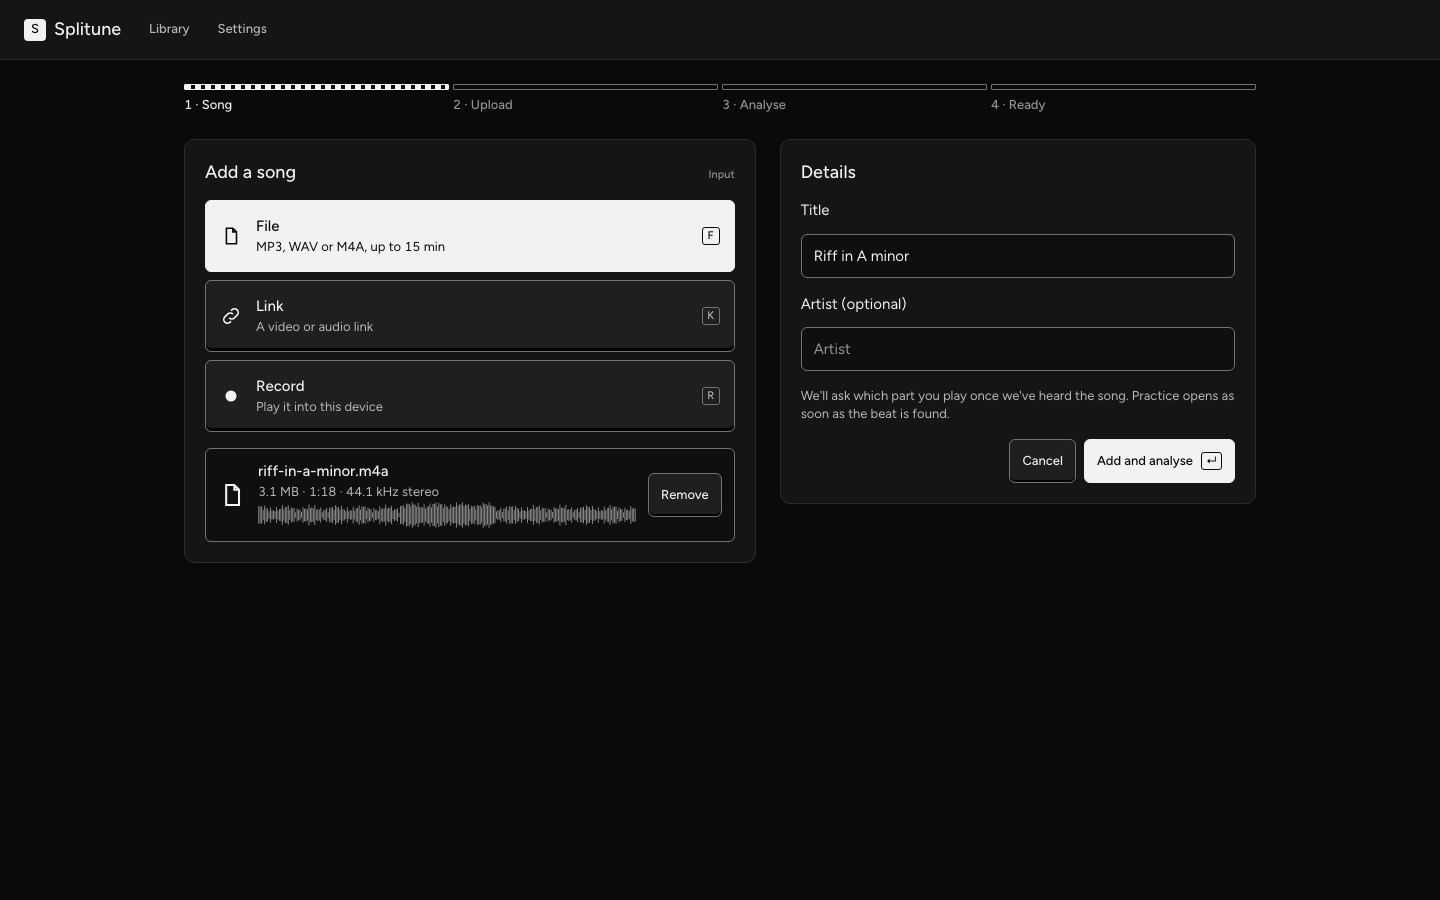 S Splitune Library Settings
1 · Song
2 · Upload
3 · Analyse
4 · Ready
Add a song
Input
File
MP3, WAV or M4A, up to 15 min
F
Link
A video or audio link
K
Record
Play it into this device
R
riff-in-a-minor.m4a
3.1 MB · 1:18 · 44.1 kHz stereo
Remove
Details
Title
Riff in A minor
Artist (optional)
Artist
We'll ask which part you play once we've heard the song. Practice opens as
soon as the beat is found.
Cancel
Add and analyse